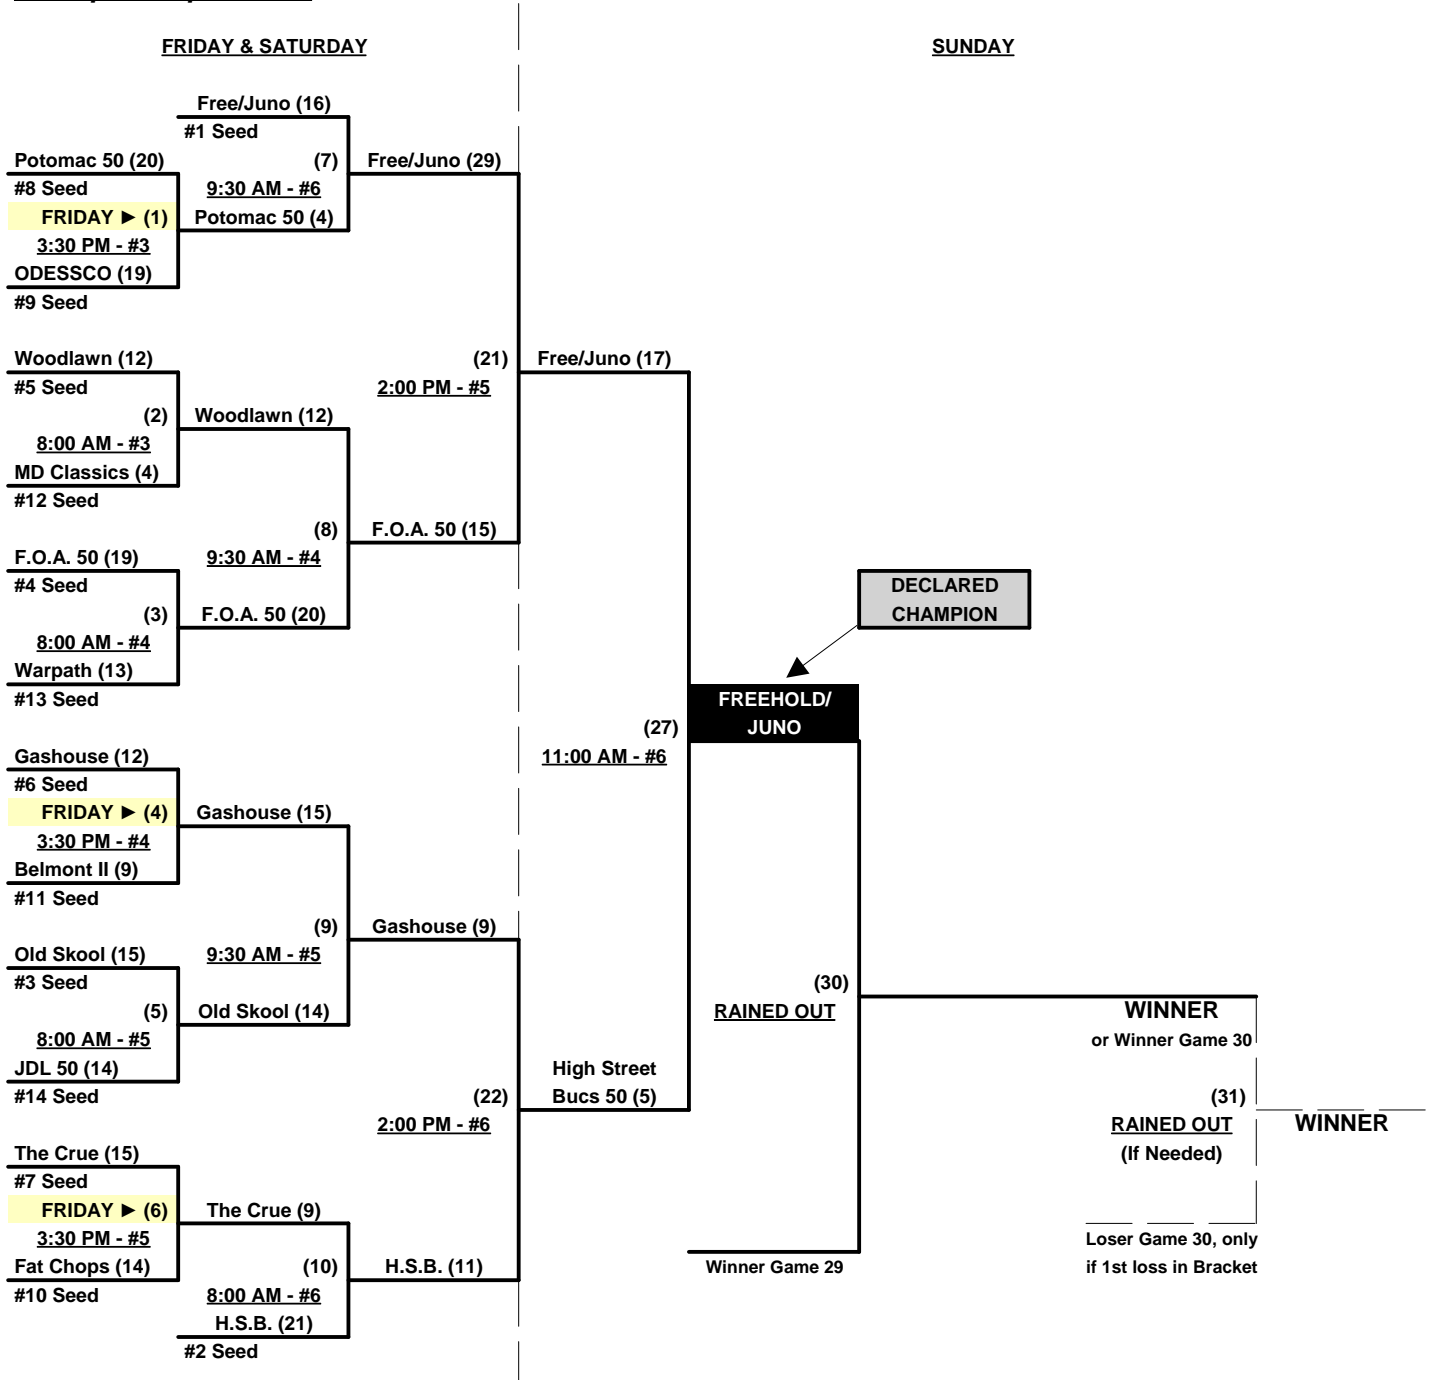 FRIDAY & SATURDAY
SUNDAY
Free/Juno (16)
#1 Seed
Potomac 50 (20)
(7)
Free/Juno (29)
#8 Seed
9:30 AM - #6
FRIDAY ► (1)
Potomac 50 (4)
3:30 PM - #3
ODESSCO (19)
#9 Seed
Woodlawn (12)
(21)
Free/Juno (17)
#5 Seed
2:00 PM - #5
(2)
Woodlawn (12)
8:00 AM - #3
MD Classics (4)
#12 Seed
(8)
F.O.A. 50 (15)
F.O.A. 50 (19)
9:30 AM - #4
#4 Seed
DECLARED
CHAMPION
(3)
F.O.A. 50 (20)
8:00 AM - #4
Warpath (13)
#13 Seed
FREEHOLD/
JUNO
(27)
11:00 AM - #6
Gashouse (12)
#6 Seed
FRIDAY ► (4)
Gashouse (15)
3:30 PM - #4
Belmont II (9)
#11 Seed
(9)
Gashouse (9)
Old Skool (15)
9:30 AM - #5
#3 Seed
(30)
(5)
Old Skool (14)
RAINED OUT
WINNER
8:00 AM - #5
or Winner Game 30
JDL 50 (14)
High Street
#14 Seed
(22)
Bucs 50 (5)
(31)
2:00 PM - #6
RAINED OUT
WINNER
The Crue (15)
(If Needed)
#7 Seed
FRIDAY ► (6)
The Crue (9)
3:30 PM - #5
Loser Game 30, only
Fat Chops (14)
(10)
H.S.B. (11)
Winner Game 29
if 1st loss in Bracket
#10 Seed
8:00 AM - #6
H.S.B. (21)
#2 Seed